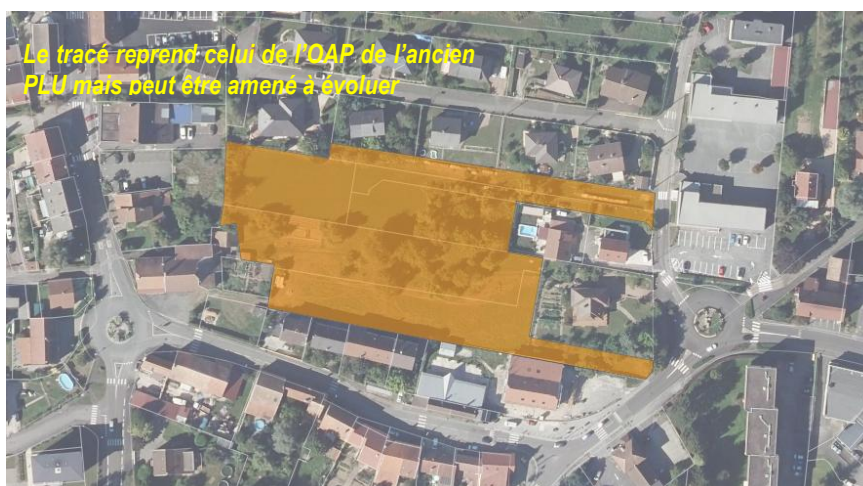 Le tracé reprend celui de l'OAP de l'ancien
PLU mais peut être amené à évoluer